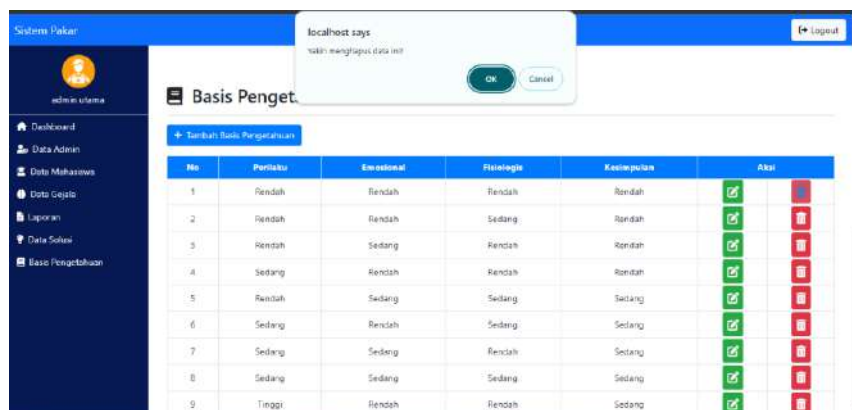 Sistem Pakar
localhost says
Yakin menghapus data ini?
OK Cancel
Logout
admin utama
Basis Penget
Dashboard
Data Admin
Data Mahasiswa
Data Gejala
Laporan
Data Solusi
Basis Pengetahuan
+ Tambah Basis Pengetahuan
No Perilaku Emosional Fisiologis Kesimpulan Aksi
1 Rendah Rendah Rendah Rendah
2 Rendah Rendah Sedang Rendah
3 Rendah Sedang Rendah Rendah
4 Sedang Rendah Rendah Rendah
5 Rendah Sedang Sedang Sedang
6 Sedang Rendah Sedang Sedang
7 Sedang Sedang Rendah Sedang
8 Sedang Sedang Sedang Sedang
9 Tinggi Rendah Rendah Sedang